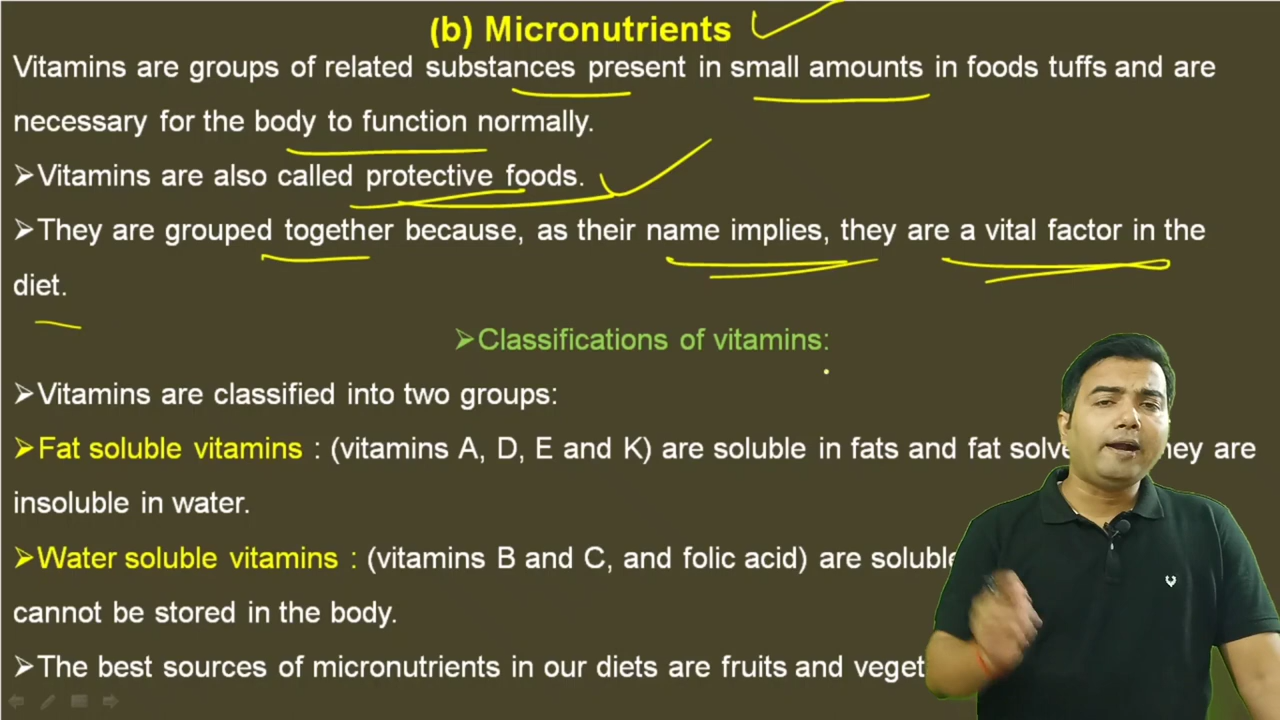 (b) Micronutrients
Vitamins are groups of related substances present in small amounts in foods tuffs and are
necessary for the body to function normally.
➢Vitamins are also called protective foods.
➢They are grouped together because, as their name implies, they are a vital factor in the
diet.
➢Classifications of vitamins:
➢Vitamins are classified into two groups:
➢Fat soluble vitamins : (vitamins A, D, E and K) are soluble in fats and fat are
insoluble in water.
➢Water soluble vitamins : (vitamins B and C, and folic acid) are
cannot be stored in the body.
➢The best sources of micronutrients in our diets are fruits and